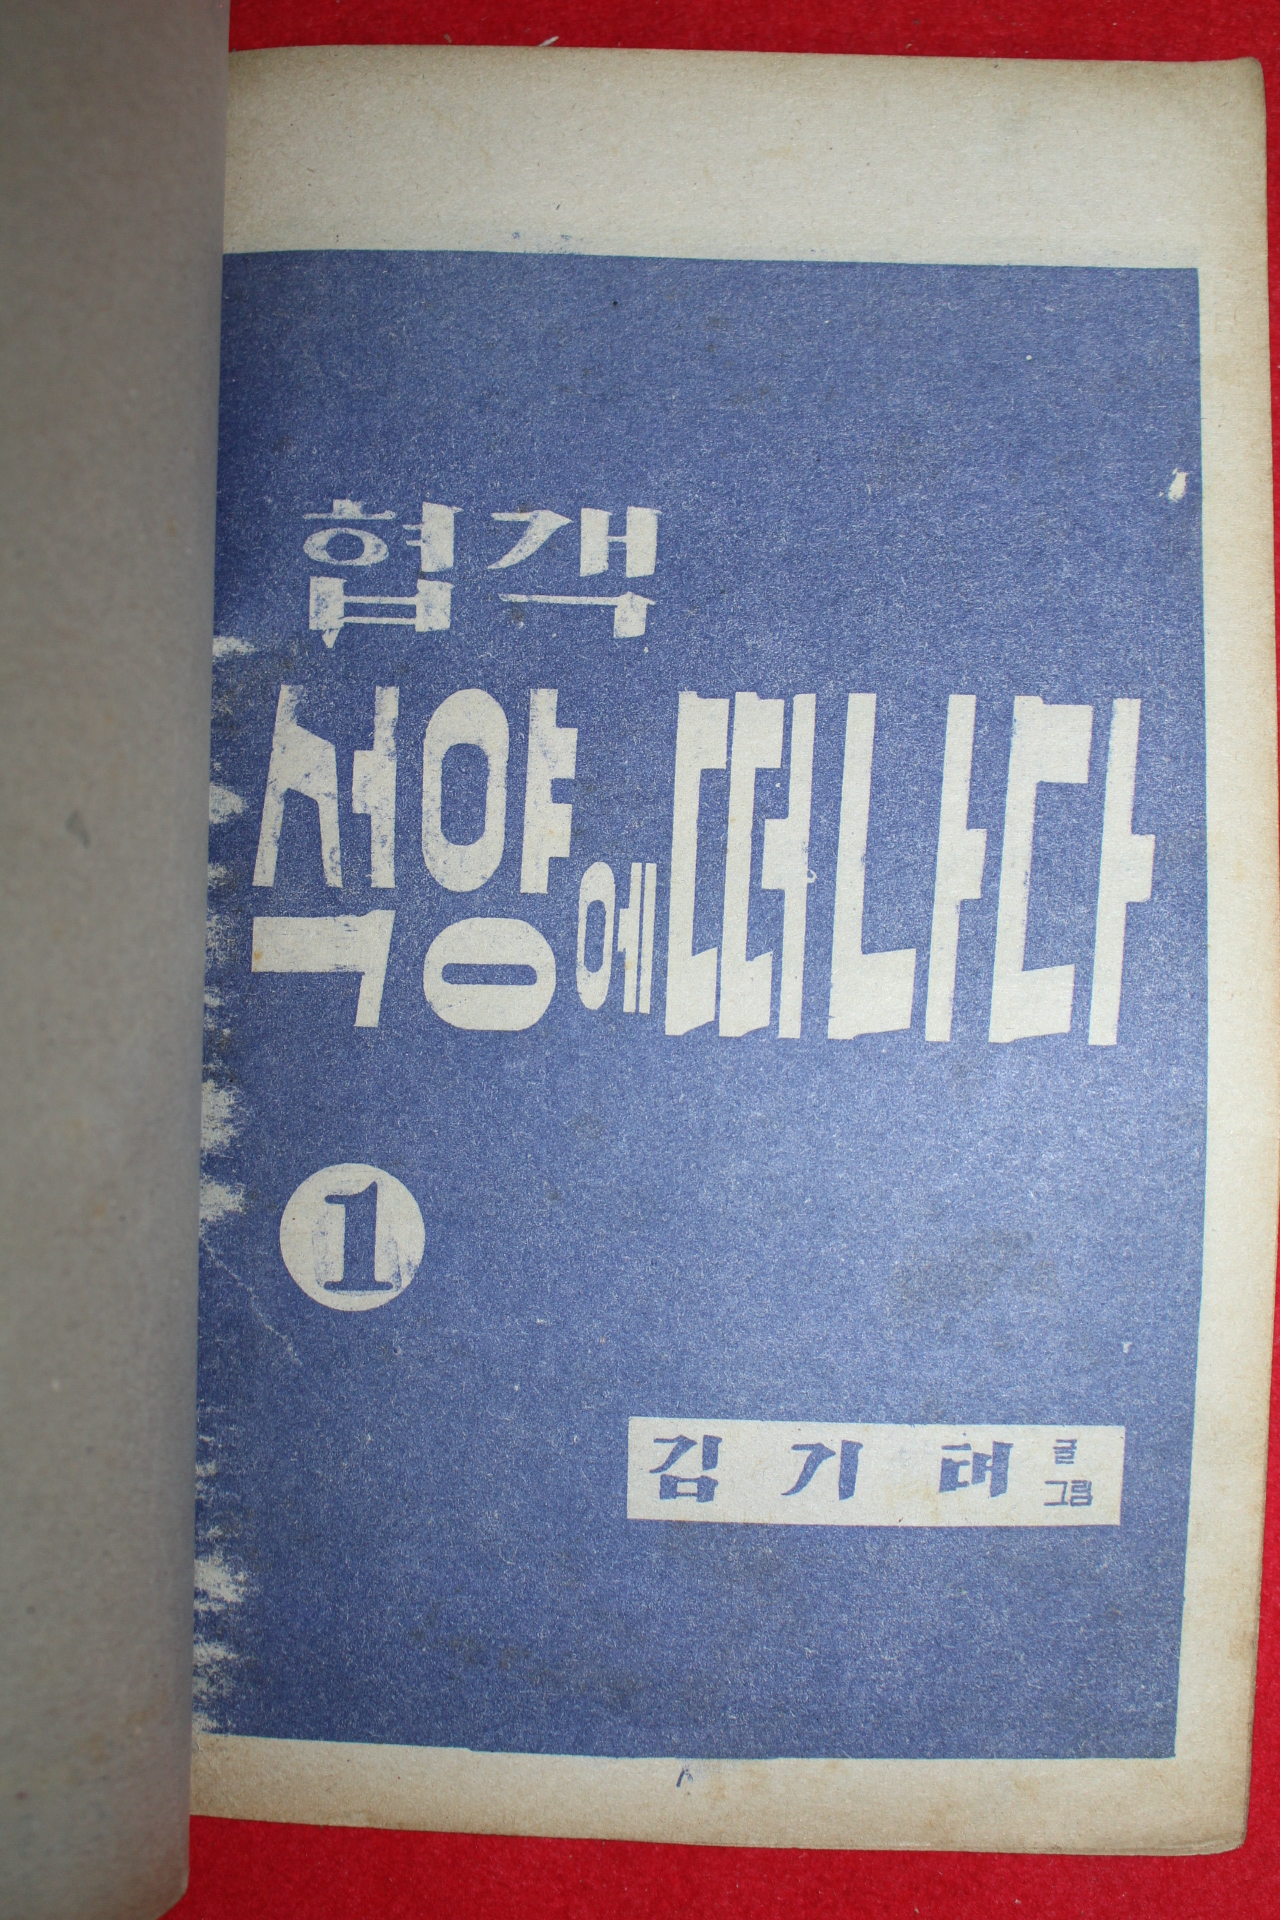 협객
석양에 떠나다
1
김기태 글
그림